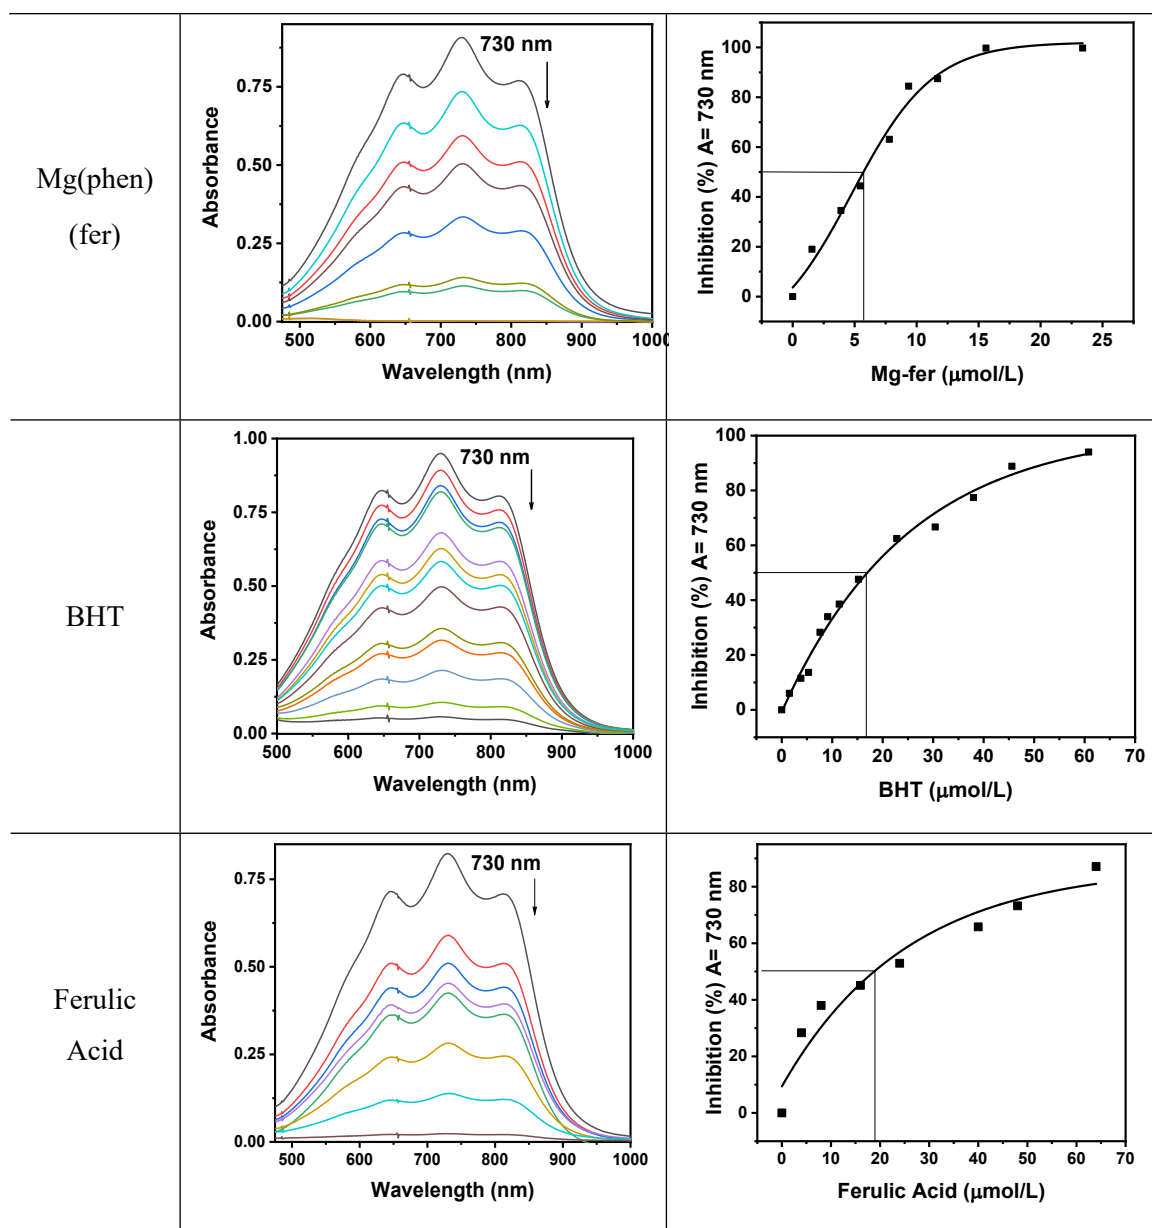 Mg(phen)
(fer)
730 nm
0.75
0.50
0.25
0.00
Absorbance
500 600 700 800 900 1000
Wavelength (nm)
100
80
60
40
20
0
Inhibition (%) A= 730 nm
0 5 10 15 20 25
Mg-fer (μmol/L)
BHT
730 nm
1.00
0.75
0.50
0.25
0.00
Absorbance
500 600 700 800 900 1000
Wavelength (nm)
100
80
60
40
20
0
Inhibition (%) A= 730 nm
0 10 20 30 40 50 60 70
BHT (μmol/L)
Ferulic
Acid
730 nm
0.75
0.50
0.25
0.00
Absorbance
500 600 700 800 900 1000
Wavelength (nm)
80
60
40
20
0
Inhibition (%) A= 730 nm
0 10 20 30 40 50 60 70
Ferulic Acid (μmol/L)